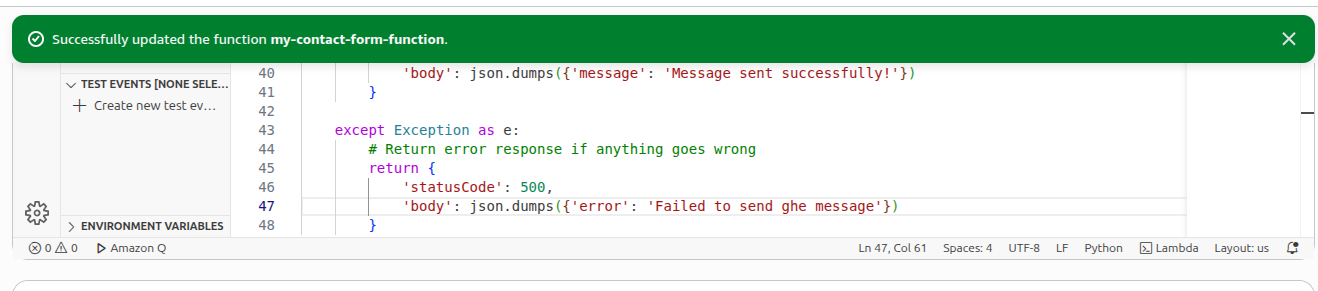 Successfully updated the function my-contact-form-function.
TEST EVENTS [NONE SELE...
Create new test ev...
ENVIRONMENT VARIABLES
40 'body': json.dumps({'message': 'Message sent successfully!'})
41 }
42
43 except Exception as e:
44 # Return error response if anything goes wrong
45 return {
46 'statusCode': 500,
47 'body': json.dumps({'error': 'Failed to send ghe message'})
48 }
0 0 Amazon Q Ln 47, Col 61 Spaces: 4 UTF-8 LF Python Lambda Layout: us